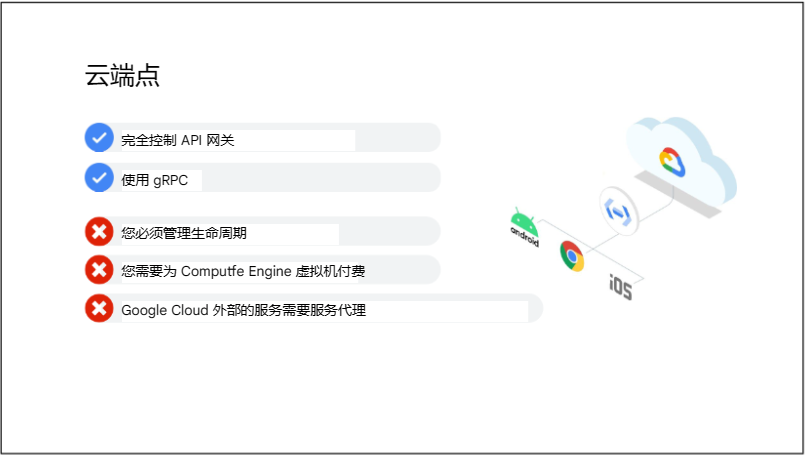 云端点
完全控制 API 网关
使用 gRPC
您必须管理生命周期
您需要为 Computfe Engine 虚拟机付费
Google Cloud 外部的服务需要服务代理
android
iOS